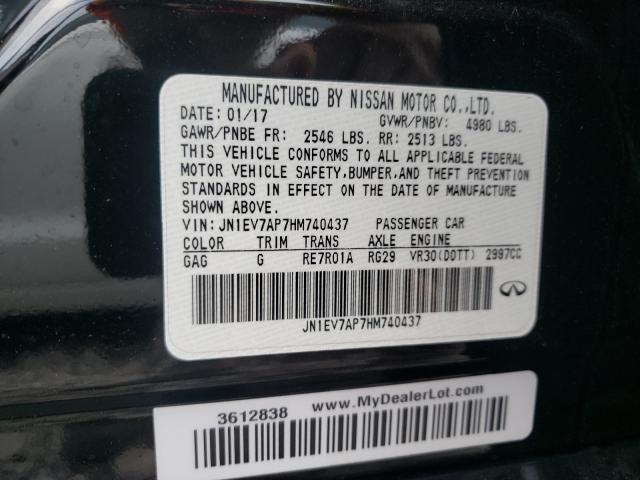 MANUFACTURED BY NISSAN MOTOR CO.,LTD.
DATE: 01/17 GVWR/PNBV: 4980 LBS.
GAWR/PNBE FR: 2546 LBS. RR: 2513 LBS.
THIS VEHICLE CONFORMS TO ALL APPLICABLE FEDERAL
MOTOR VEHICLE SAFETY,BUMPER,AND THEFT PREVENTION
STANDARDS IN EFFECT ON THE DATE OF MANUFACTURE
SHOWN ABOVE.
VIN: JN1EV7AP7HM740437 PASSENGER CAR
COLOR TRIM TRANS AXLE ENGINE
GAG G RE7R01A RG29 VR30(DDTT) 2997CC
JN1EV7AP7HM740437
3612838 www.MyDealerLot.com